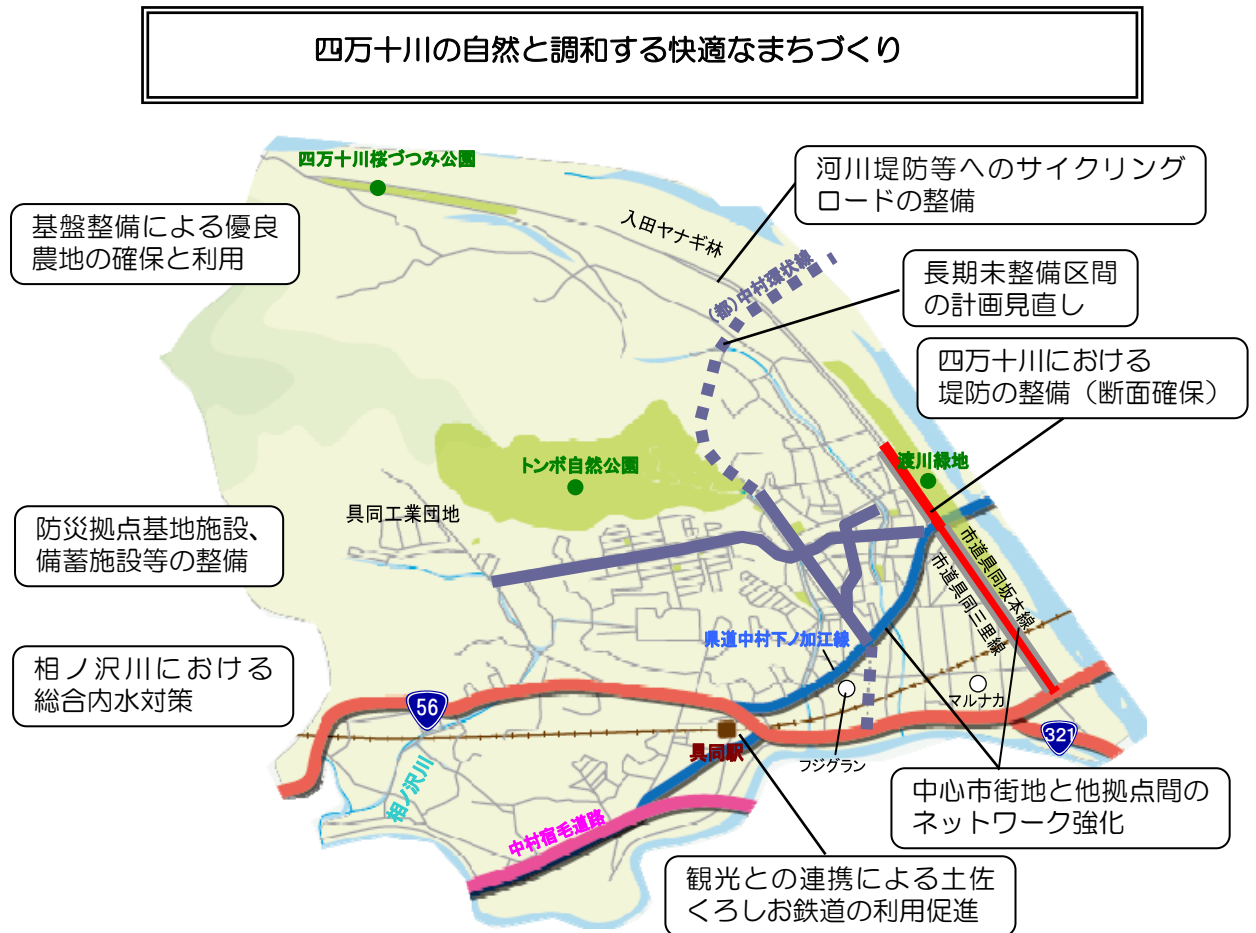 四万十川の自然と調和する快適なまちづくり
四万十川桜づつみ公園
河川堤防等へのサイクリング
ロードの整備
基盤整備による優良
農地の確保と利用
入田ヤナギ林
(都)中村環状線
長期未整備区間
の計画見直し
四万十川における
堤防の整備（断面確保）
トンボ自然公園
渡川緑地
具同工業団地
防災拠点基地施設、
備蓄施設等の整備
市道具同坂本線
市道具同三里線
県道中村下ノ加江線
相ノ沢川における
総合内水対策
56
マルナカ
321
具同駅
フジグラン
相ノ沢川
中村宿毛道路
中心市街地と他拠点間の
ネットワーク強化
観光との連携による土佐
くろしお鉄道の利用促進